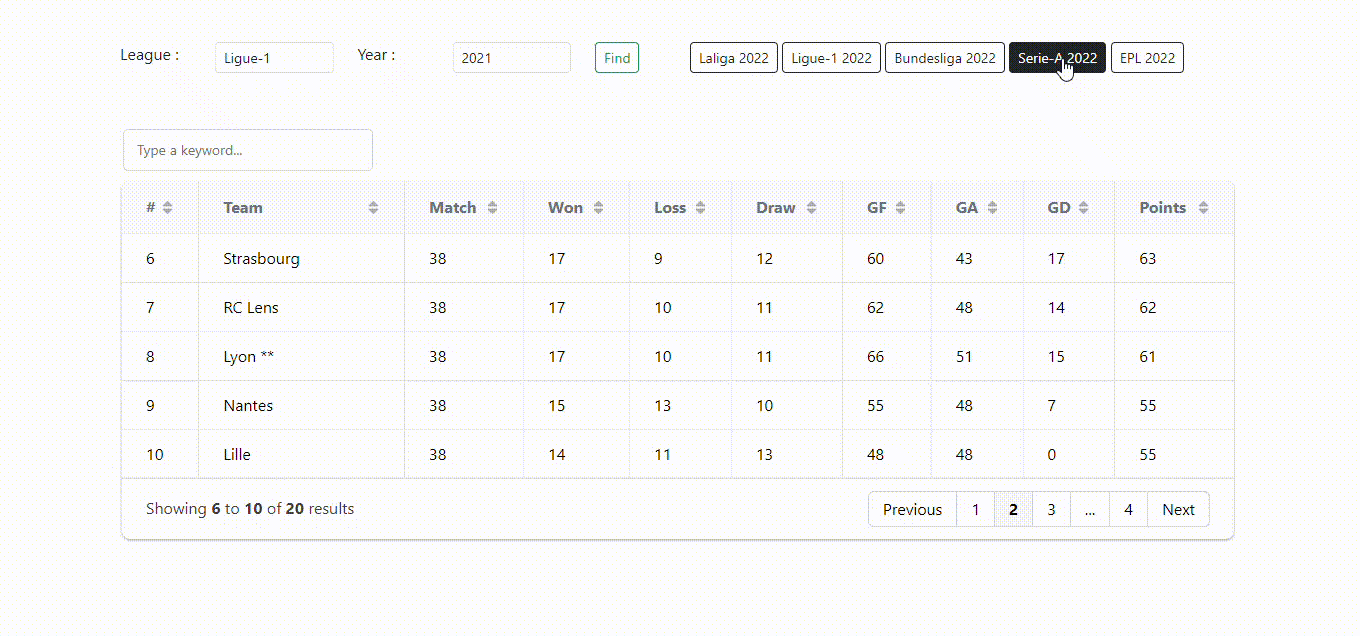 League : Ligue-1 Year : 2021 Find Laliga 2022 Ligue-1 2022 Bundesliga 2022 Serie-A 2022 EPL 2022
Type a keyword...
# Team Match Won Loss Draw GF GA GD Points
6 Strasbourg 38 17 9 12 60 43 17 63
7 RC Lens 38 17 10 11 62 48 14 62
8 Lyon ** 38 17 10 11 66 51 15 61
9 Nantes 38 15 13 10 55 48 7 55
10 Lille 38 14 11 13 48 48 0 55
Showing 6 to 10 of 20 results Previous 1 2 3 ... 4 Next